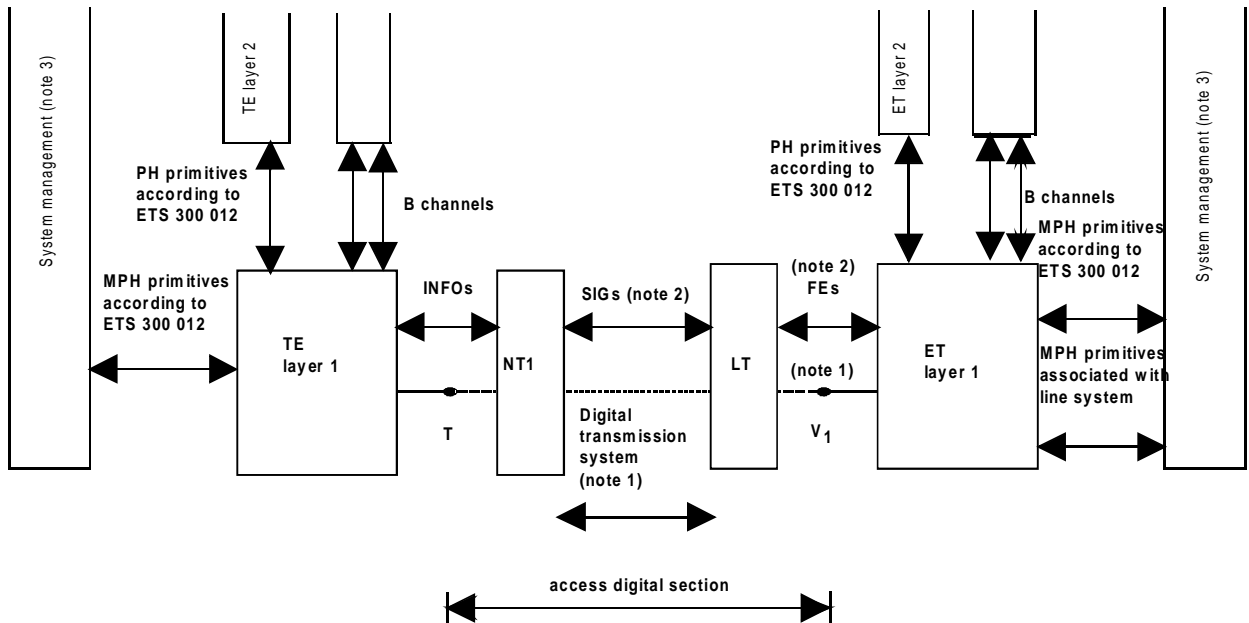 System management (note 3)
TE layer 2
ET layer 2
System management (note 3)
PH primitives
according to
ETS 300 012
B channels
PH primitives
according to
ETS 300 012
B channels
MPH primitives
according to
ETS 300 012
MPH primitives
according to
ETS 300 012
INFOs
SIGs (note 2)
(note 2)
FEs
TE
layer 1
NT1
LT
(note 1)
ET
layer 1
MPH primitives
associated with
line system
T
Digital
transmission
system
(note 1)
V1
access digital section